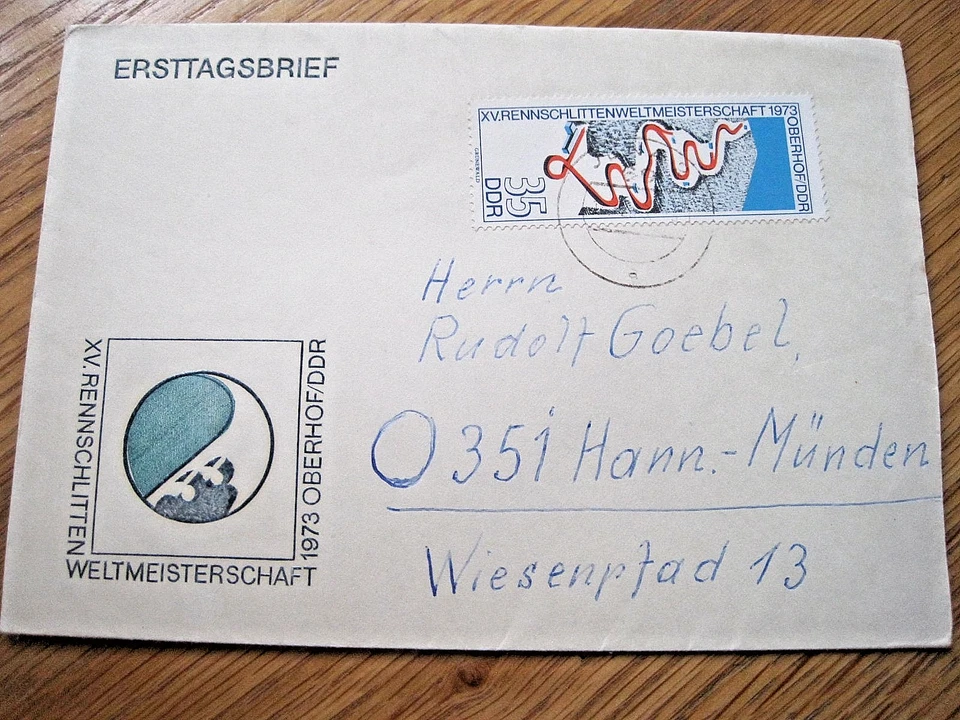 ERSTTAGSBRIEF
XV. RENNSCHLITTENWELTMEISTERSCHAFT 1973
OBERHOF/DDR
GRÜNEWALD
35
DDR
Herrn
Rudolf Goebel,
O 351 Hann.-Münden
Wiesenpfad 13
XV. RENNSCHLITTEN
WELTMEISTERSCHAFT
1973 OBERHOF/DDR
a